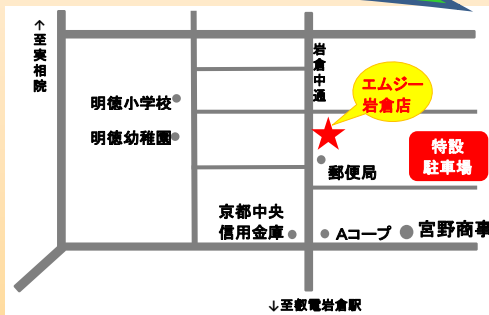 ↑至実相院
岩倉中通
エムジー
岩倉店
明徳小学校
明徳幼稚園
特設
駐車場
郵便局
京都中央
信用金庫
Aコープ
宮野商事
↓至叡電岩倉駅